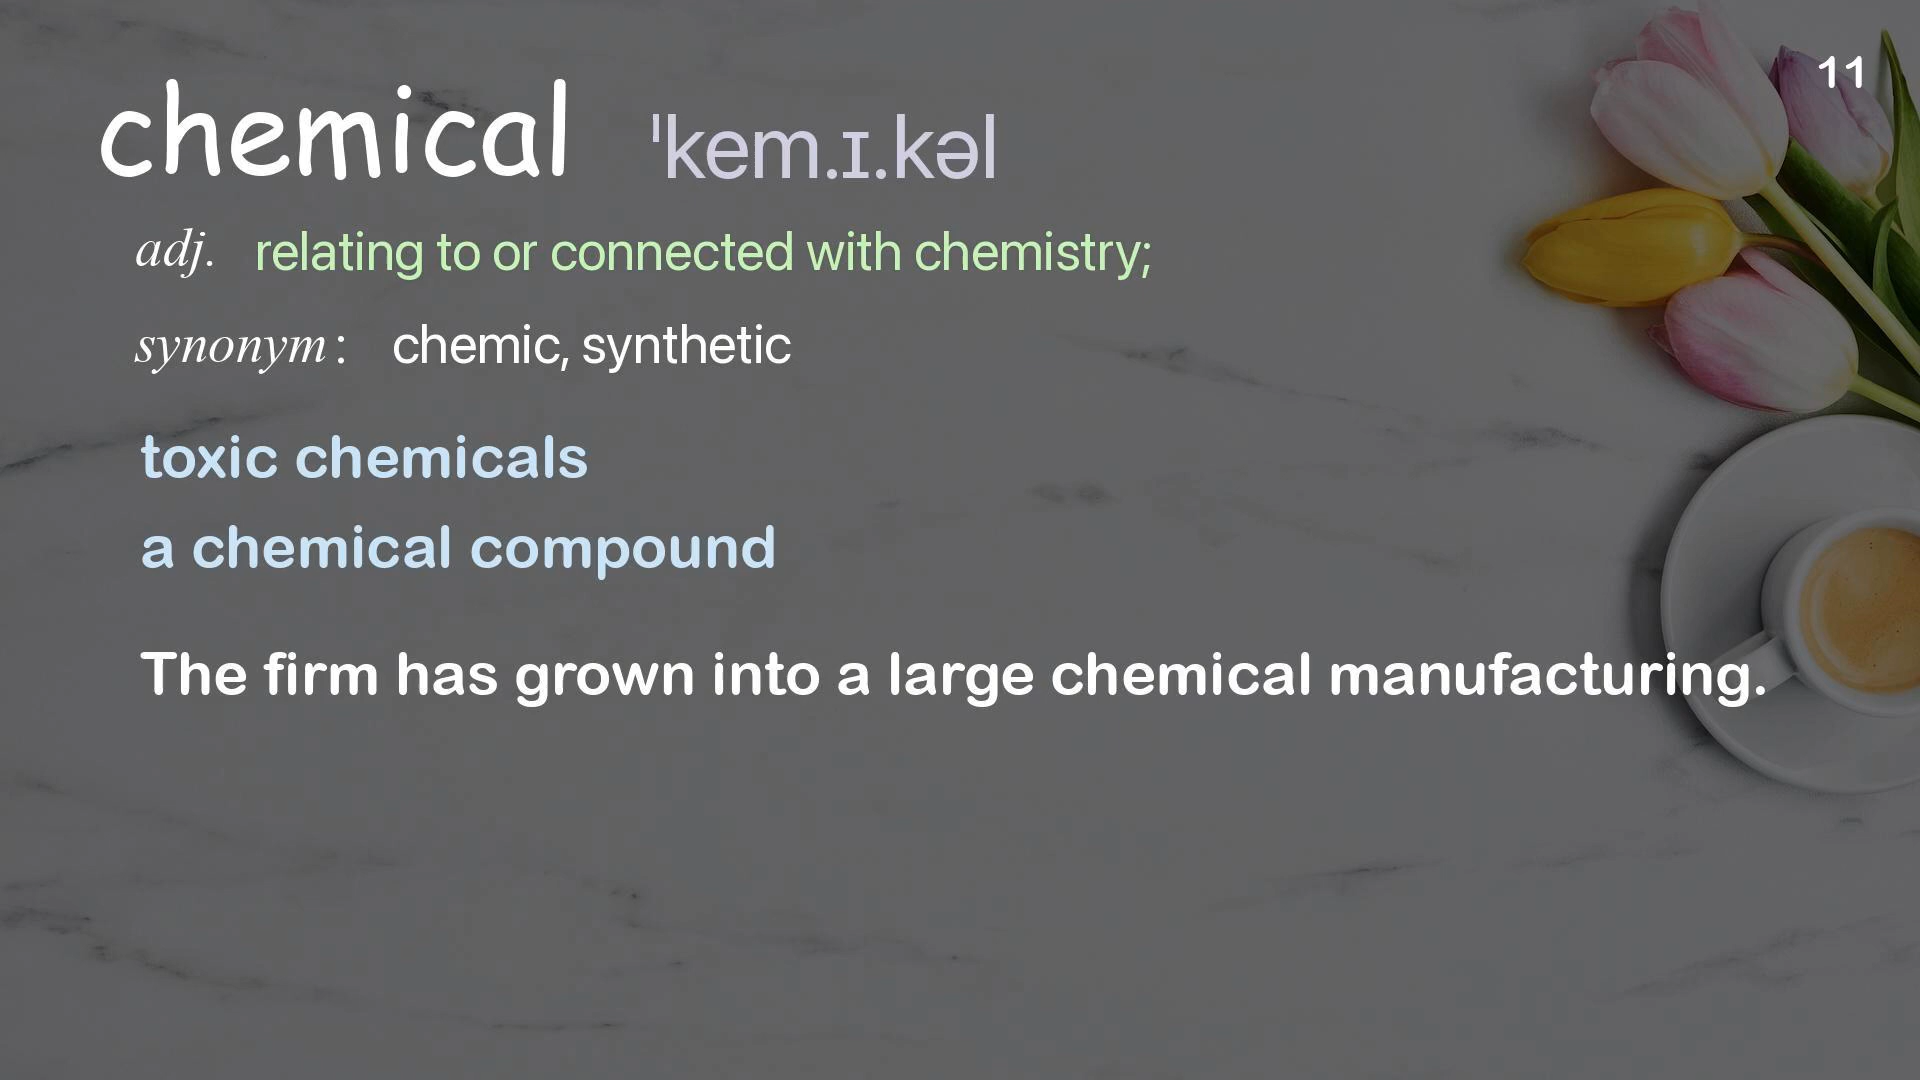 11
chemical ˈkem.ɪ.kəl
adj. relating to or connected with chemistry;
synonym: chemic, synthetic
toxic chemicals
a chemical compound
The firm has grown into a large chemical manufacturing.